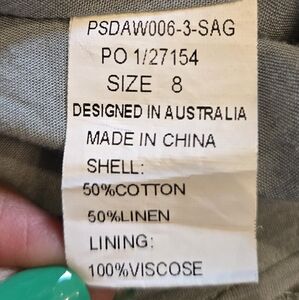 PSDAW006-3-SAG
PO 1/27154
SIZE 8
DESIGNED IN AUSTRALIA
MADE IN CHINA
SHELL:
50%COTTON
50%LINEN
LINING:
100%VISCOSE